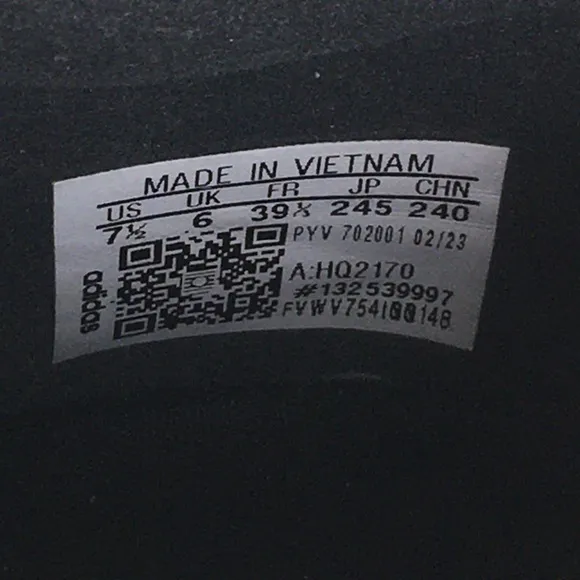 MADE IN VIETNAM
US UK FR JP CHN
7½ 6 39⅓ 245 240
PYV 702001 02/23
A:HQ2170
#132539997
adidas